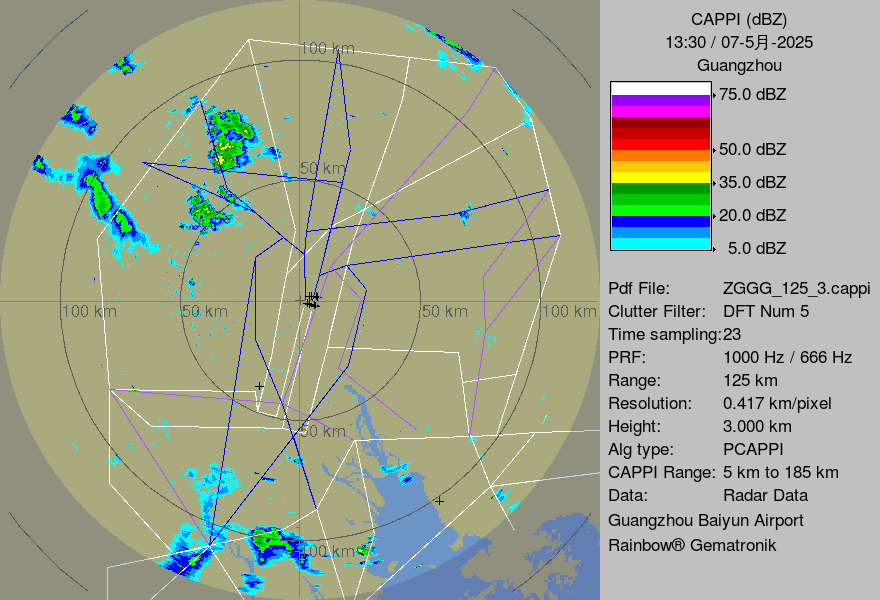 CAPPI (dBZ)
13:30 / 07-5月-2025
Guangzhou
75.0 dBZ
50.0 dBZ
35.0 dBZ
20.0 dBZ
5.0 dBZ
Pdf File: ZGGG_125_3.cappi
Clutter Filter: DFT Num 5
Time sampling:23
PRF: 1000 Hz / 666 Hz
Range: 125 km
Resolution: 0.417 km/pixel
Height: 3.000 km
Alg type: PCAPPI
CAPPI Range: 5 km to 185 km
Data: Radar Data
Guangzhou Baiyun Airport
Rainbow® Gematronik
100 km
50 km
100 km
50 km
50 km
100 km
50 km
100 km